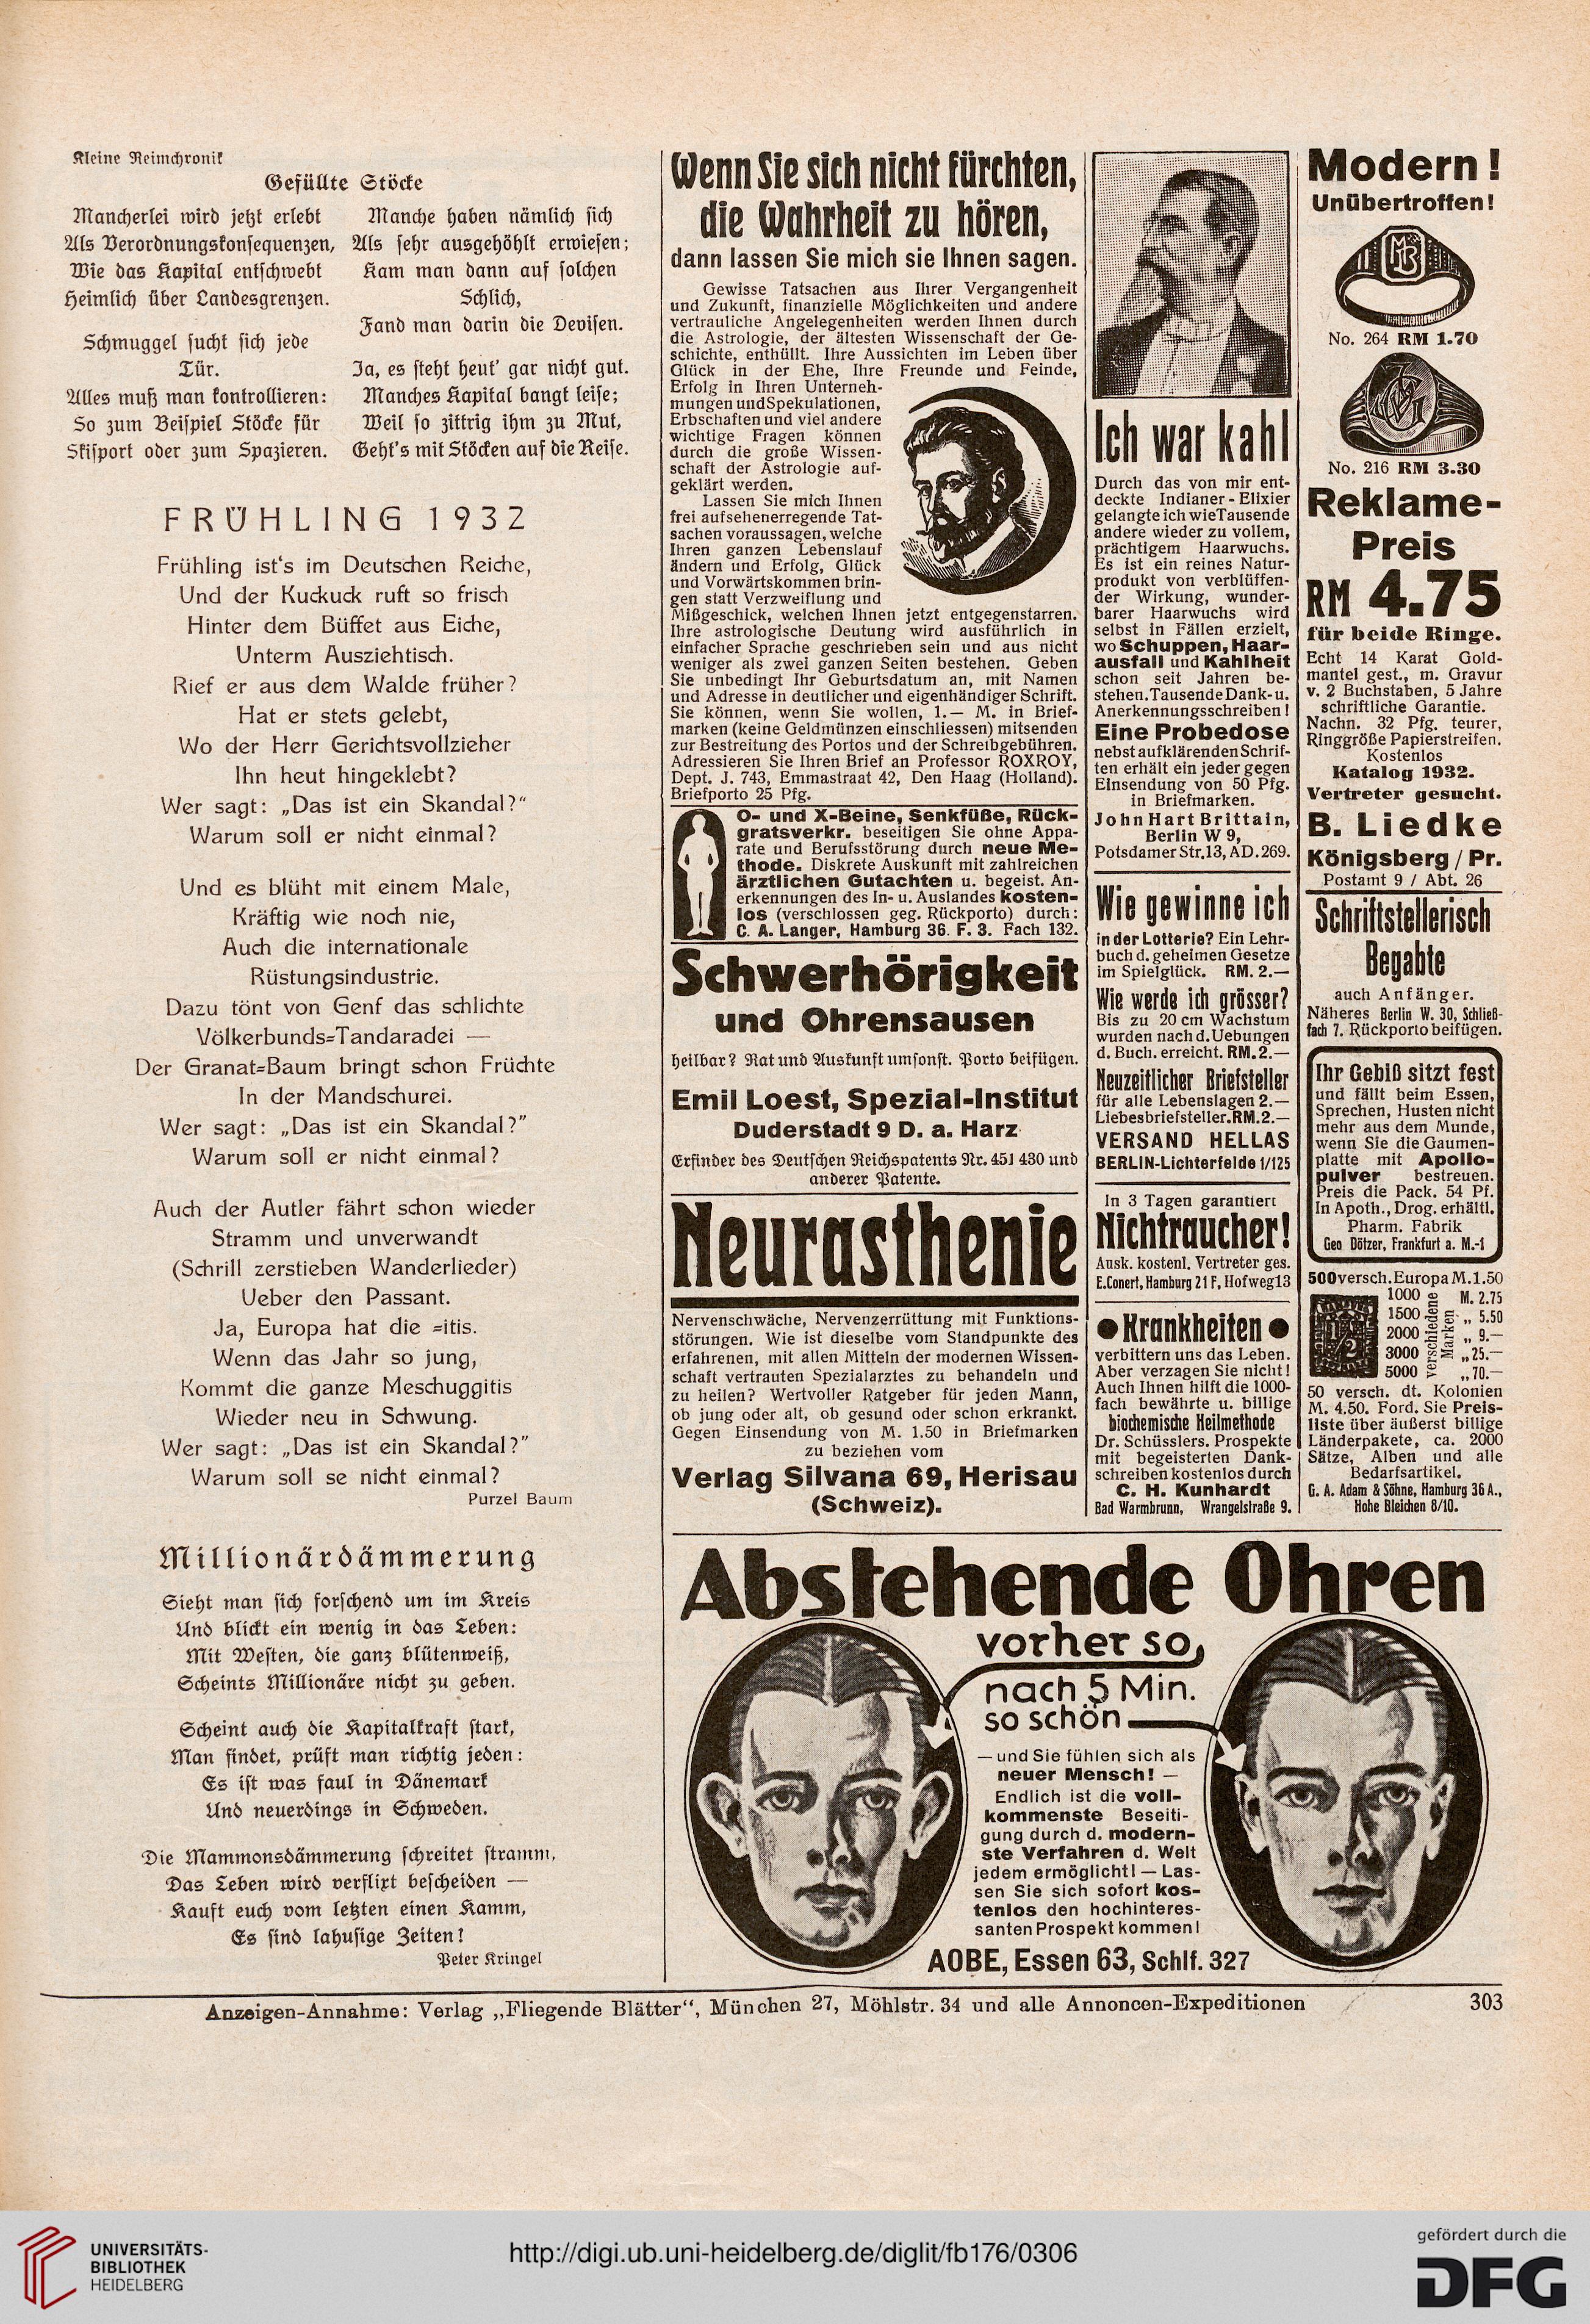 Kleine Reimchronik
Gefüllte Stöcke
Mancherlei wird jetzt erlebt
Als Verordnungskonsequenzen,
Wie das Kapital entschwebt
Heimlich über Landesgrenzen.
Schmuggel sucht sich jede
Tür.
Alles muß man kontrollieren:
So zum Beispiel Stöcke für
Skisport oder zum Spazieren.
Manche haben nämlich sich
Als sehr ausgehöhlt erwiesen;
Kam man dann auf solchen
Schlich,
Fand man darin die Devisen.
Ja, es steht heut' gar nicht gut.
Manches Kapital bangt leise;
Weil so zittrig ihm zu Mut,
Geht's mit Stöcken auf die Reise.
FRÜHLING 1932
Frühling ist's im Deutschen Reiche,
Und der Kuckuck ruft so frisch
Hinter dem Büffet aus Eiche,
Unterm Ausziehtisch.
Rief er aus dem Walde früher?
Hat er stets gelebt,
Wo der Herr Gerichtsvollzieher
Ihn heut hingeklebt?
Wer sagt: „Das ist ein Skandal?“
Warum soll er nicht einmal?
Und es blüht mit einem Male,
Kräftig wie noch nie,
Auch die internationale
Rüstungsindustrie.
Dazu tönt von Genf das schlichte
Völkerbunds=Tandaradei —
Der Granat=Baum bringt schon Früchte
In der Mandschurei.
Wer sagt: „Das ist ein Skandal?”
Warum soll er nicht einmal?
Auch der Autler fährt schon wieder
Stramm und unverwandt
(Schrill zerstieben Wanderlieder)
Ueber den Passant.
Ja, Europa hat die =itis.
Wenn das Jahr so jung,
Kommt die ganze Meschuggitis
Wieder neu in Schwung.
Wer sagt: „Das ist ein Skandal?”
Warum soll se nicht einmal?
Purzel Baum
Millionärdämmerung
Sieht man sich forschend um im Kreis
Und blickt ein wenig in das Leben:
Mit Westen, die ganz blütenweiß,
Scheints Millionäre nicht zu geben.
Scheint auch die Kapitalkraft stark,
Man findet, prüft man richtig jeden:
Es ist was faul in Dänemark
Und neuerdings in Schweden.
Die Mammonsdämmerung schreitet stramm,
Das Leben wird verflixt bescheiden —
Kauft euch vom letzten einen Kamm,
Es sind lahusige Zeiten!
Peter Kringel
Wenn Sie sich nicht fürchten,
die Wahrheit zu hören,
dann lassen Sie mich sie Ihnen sagen.
Gewisse Tatsachen aus Ihrer Vergangenheit
und Zukunft, finanzielle Möglichkeiten und andere
vertrauliche Angelegenheiten werden Ihnen durch
die Astrologie, der ältesten Wissenschaft der Ge-
schichte, enthüllt. Ihre Aussichten im Leben über
Glück in der Ehe, Ihre Freunde und Feinde,
Erfolg in Ihren Unterneh-
mungen und Spekulationen,
Erbschaften und viel andere
wichtige Fragen können
durch die große Wissen-
schaft der Astrologie auf-
geklärt werden.
Lassen Sie mich Ihnen
frei aufsehenerregende Tat-
sachen voraussagen, welche
Ihren ganzen Lebenslauf
ändern und Erfolg, Glück
und Vorwärtskommen brin-
gen statt Verzweiflung und
Mißgeschick, welchen Ihnen jetzt entgegenstarren.
Ihre astrologische Deutung wird ausführlich in
einfacher Sprache geschrieben sein und aus nicht
weniger als zwei ganzen Seiten bestehen. Geben
Sie unbedingt Ihr Geburtsdatum an, mit Namen
und Adresse in deutlicher und eigenhändiger Schrift.
Sie können, wenn Sie wollen, 1.— M. in Brief-
marken (keine Geldmünzen einschliessen) mitsenden
zur Bestreitung des Portos und der Schreibgebühren.
Adressieren Sie Ihren Brief an Professor ROXROY,
Dept. J. 743, Emmastraat 42, Den Haag (Holland).
Briefporto 25 Pfg.
O- und X-Beine, Senkfüße, Rück-
gratsverkr. beseitigen Sie ohne Appa-
rate und Berufsstörung durch neue Me-
thode. Diskrete Auskunft mit zahlreichen
ärztlichen Gutachten u. begeist. An-
erkennungen des In- u. Auslandes kosten-
los (verschlossen geg. Rückporto) durch:
C. A. Langer, Hamburg 36. F. 3. Fach 132.
Schwerhörigkeit
und Ohrensausen
heilbar? Rat und Auskunft umsonst. Porto beifügen.
Emil Loest, Spezial-Institut
Duderstadt 9 D. a. Harz
Erfinder des Deutschen Reichspatents Nr. 451 430 und
anderer Patente.
Neurasthenie
Nervenschwäche, Nervenzerrüttung mit Funktions-
störungen. Wie ist dieselbe vom Standpunkte des
erfahrenen, mit allen Mitteln der modernen Wissen-
schaft vertrauten Spezialarztes zu behandeln und
zu heilen? Wertvoller Ratgeber für jeden Mann,
ob jung oder alt, ob gesund oder schon erkrankt.
Gegen Einsendung von M. 1.50 in Briefmarken
zu beziehen vom
Verlag Silvana 69, Herisau
(Schweiz).
Ich war kahl
Durch das von mir ent-
deckte Indianer-Elixier
gelangte ich wie Tausende
andere wieder zu vollem,
prächtigem Haarwuchs.
Es ist ein reines Natur-
produkt von verblüffen-
der Wirkung, wunder-
barer Haarwuchs wird
selbst in Fällen erzielt,
wo Schuppen, Haar-
ausfall und Kahlheit
schon seit Jahren be-
stehen. Tausende Dank- u.
Anerkennungsschreiben!
Eine Probedose
nebst aufklärenden Schrif-
ten erhält ein jeder gegen
Einsendung von 50 Pfg.
in Briefmarken.
John Hart Brittain,
Berlin W 9,
Potsdamer Str. 13, AD. 269.
Wie gewinne ich
in der Lotterie? Ein Lehr-
buch d. geheimen Gesetze
im Spielglück. RM. 2.—
Wie werde ich grösser?
Bis zu 20 cm Wachstum
wurden nach d. Uebungen
d. Buch. erreicht. RM. 2.—
Neuzeitlicher Briefsteller
für alle Lebenslagen 2.—
Liebesbriefsteller. RM. 2.—
VERSAND HELLAS
BERLIN-Lichterfelde 1/125
In 3 Tagen garantiert
Nichtraucher!
Ausk. kostenl. Vertreter ges.
E. Conert, Hamburg 21 F, Hofweg 13
● Krankheiten ●
verbittern uns das Leben.
Aber verzagen Sie nicht!
Auch Ihnen hilft die 1000-
fach bewährte u. billige
biochemische Heilmethode
Dr. Schüsslers. Prospekte
mit begeisterten Dank-
schreiben kostenlos durch
C. H. Kunhardt
Bad Warmbrunn, Wrangelstraße 9.
Modern!
Unübertroffen!
No. 264 RM 1.70
No. 216 RM 3.30
Reklame-
Preis
RM 4.75
für beide Ringe.
Echt 14 Karat Gold-
mantel gest., m. Gravur
v. 2 Buchstaben, 5 Jahre
schriftliche Garantie.
Nachn. 32 Pfg. teurer,
Ringgröße Papierstreifen.
Kostenlos
Katalog 1932.
Vertreter gesucht.
B. Liedke
Königsberg / Pr.
Postamt 9 / Abt. 26
Schriftstellerisch
Begabte
auch Anfänger.
Näheres Berlin W. 30, Schließ-
fach 7. Rückporto beifügen.
Ihr Gebiß sitzt fest
und fällt beim Essen,
Sprechen, Husten nicht
mehr aus dem Munde,
wenn Sie die Gaumen-
platte mit Apollo-
pulver bestreuen.
Preis die Pack. 54 Pf.
In Apoth., Drog. erhältl.
Pharm. Fabrik
Geo Dötzer, Frankfurt a. M.-1
500 versch. Europa M. 1.50
1000 M. 2.75
1500 „ 5.50
2000 „ 9.—
3000 „ 25.—
5000 „ 70.—
verschiedene
Marken
50 versch. dt. Kolonien
M. 4.50. Ford. Sie Preis-
liste über äußerst billige
Länderpakete, ca. 2000
Sätze, Alben und alle
Bedarfsartikel.
G. A. Adam & Söhne, Hamburg 36 A.,
Hohe Bleichen 8/10.
Abstehende Ohren
vorher so,
nach 5 Min.
so schön
— und Sie fühlen sich als
neuer Mensch! —
Endlich ist die voll-
kommenste Beseiti-
gung durch d. modern-
ste Verfahren d. Welt
jedem ermöglicht! — Las-
sen Sie sich sofort kos-
tenlos den hochinteres-
santen Prospekt kommen!
AOBE, Essen 63, Schlf. 327
Anzeigen-Annahme: Verlag „Fliegende Blätter“, München 27, Möhlstr. 34 und alle Annoncen-Expeditionen
303
UNIVERSITÄTS-
BIBLIOTHEK
HEIDELBERG
http://digi.ub.uni-heidelberg.de/diglit/fb176/0306
gefördert durch die
DFG